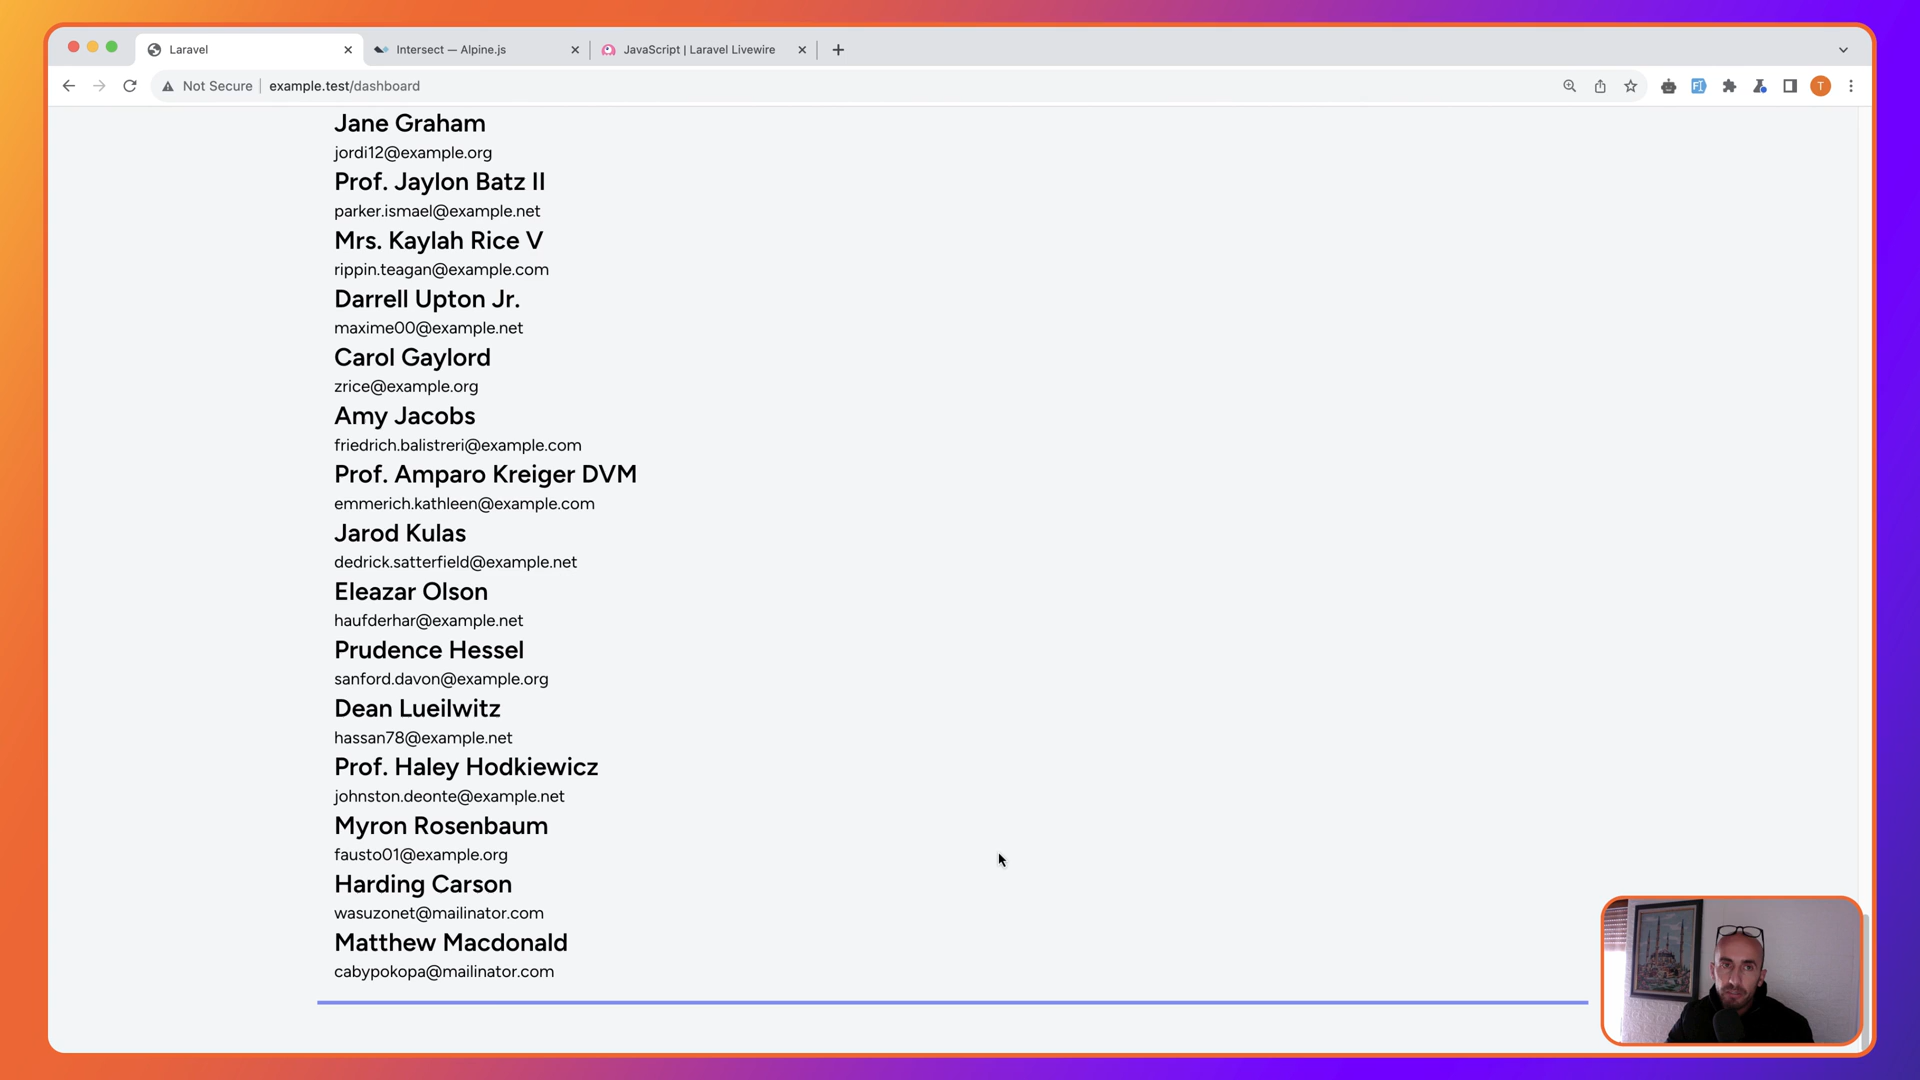 Laravel
Intersect — Alpine.js
JavaScript | Laravel Livewire
Not Secure
example.test/dashboard
T
Jane Graham
jordi12@example.org
Prof. Jaylon Batz II
parker.ismael@example.net
Mrs. Kaylah Rice V
rippin.teagan@example.com
Darrell Upton Jr.
maxime00@example.net
Carol Gaylord
zrice@example.org
Amy Jacobs
friedrich.balistreri@example.com
Prof. Amparo Kreiger DVM
emmerich.kathleen@example.com
Jarod Kulas
dedrick.satterfield@example.net
Eleazar Olson
haufderhar@example.net
Prudence Hessel
sanford.davon@example.org
Dean Lueilwitz
hassan78@example.net
Prof. Haley Hodkiewicz
johnston.deonte@example.net
Myron Rosenbaum
fausto01@example.org
Harding Carson
wasuzonet@mailinator.com
Matthew Macdonald
cabypokopa@mailinator.com